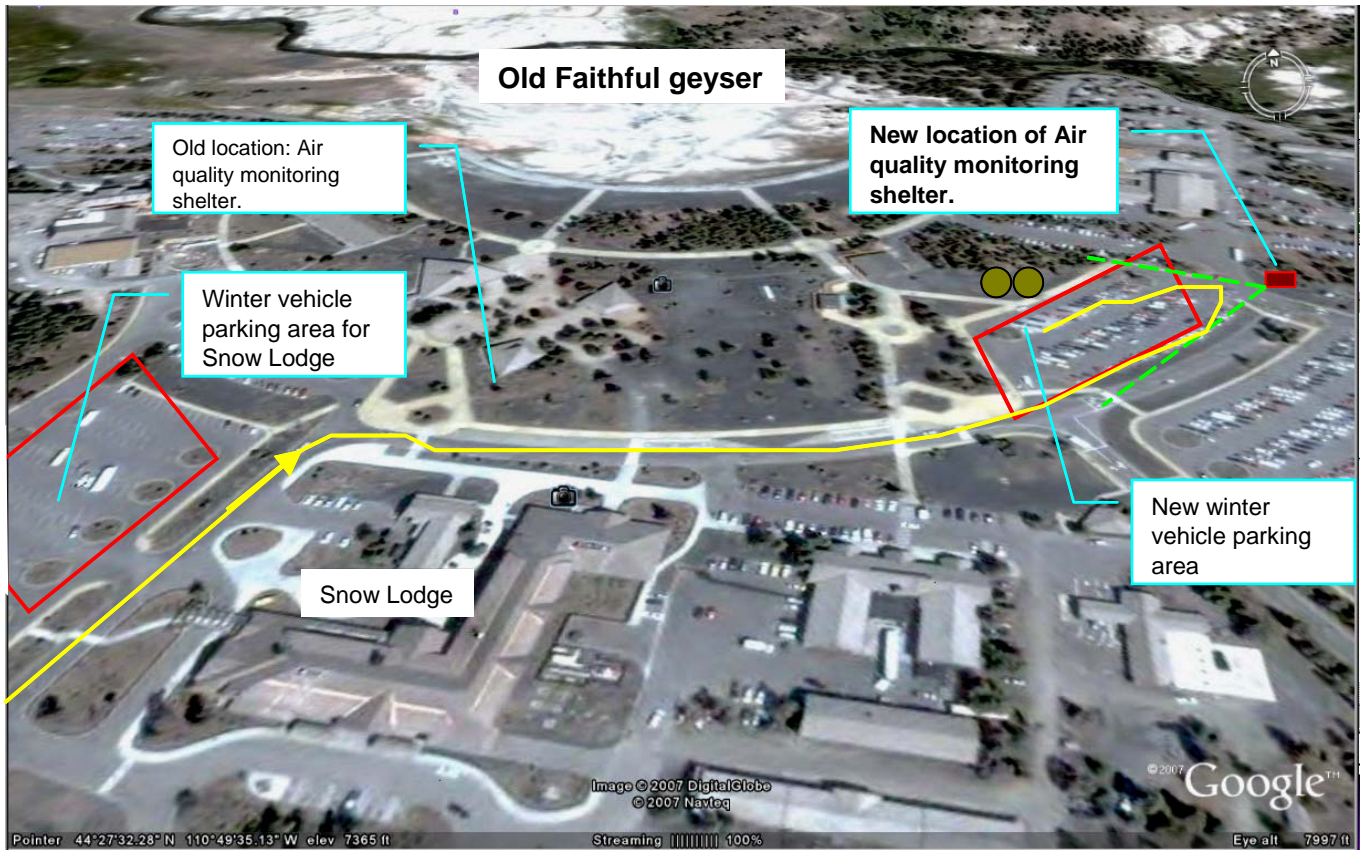 Old Faithful geyser
N
Old location: Air
quality monitoring
shelter.
New location of Air
quality monitoring
shelter.
Winter vehicle
parking area for
Snow Lodge
New winter
vehicle parking
area
Snow Lodge
Image © 2007 DigitalGlobe
© 2007 Navteq
©2007 Google™
Pointer 44°27'32.28" N 110°49'35.13" W elev 7365 ft
Streaming |||||||||| 100%
Eye alt 7997 ft